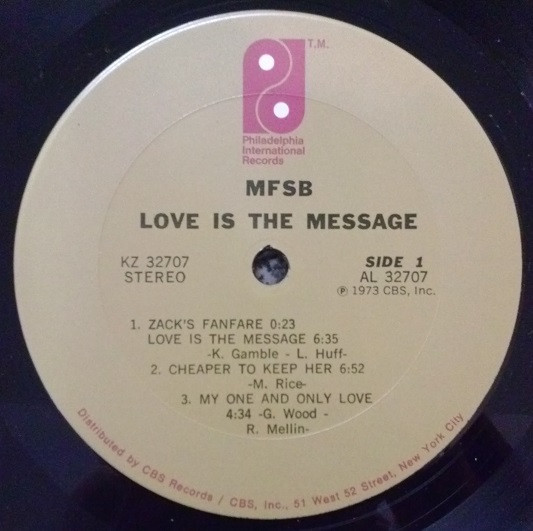 T.M.
Philadelphia
International
Records
MFSB
LOVE IS THE MESSAGE
KZ 32707
STEREO
SIDE 1
AL 32707
℗ 1973 CBS, Inc.
1. ZACK'S FANFARE 0:23
LOVE IS THE MESSAGE 6:35
-K. Gamble - L. Huff-
2. CHEAPER TO KEEP HER 6:52
-M. Rice-
3. MY ONE AND ONLY LOVE
4:34 -G. Wood -
R. Mellin-
Distributed by CBS Records / CBS, Inc., 51 West 52 Street, New York City